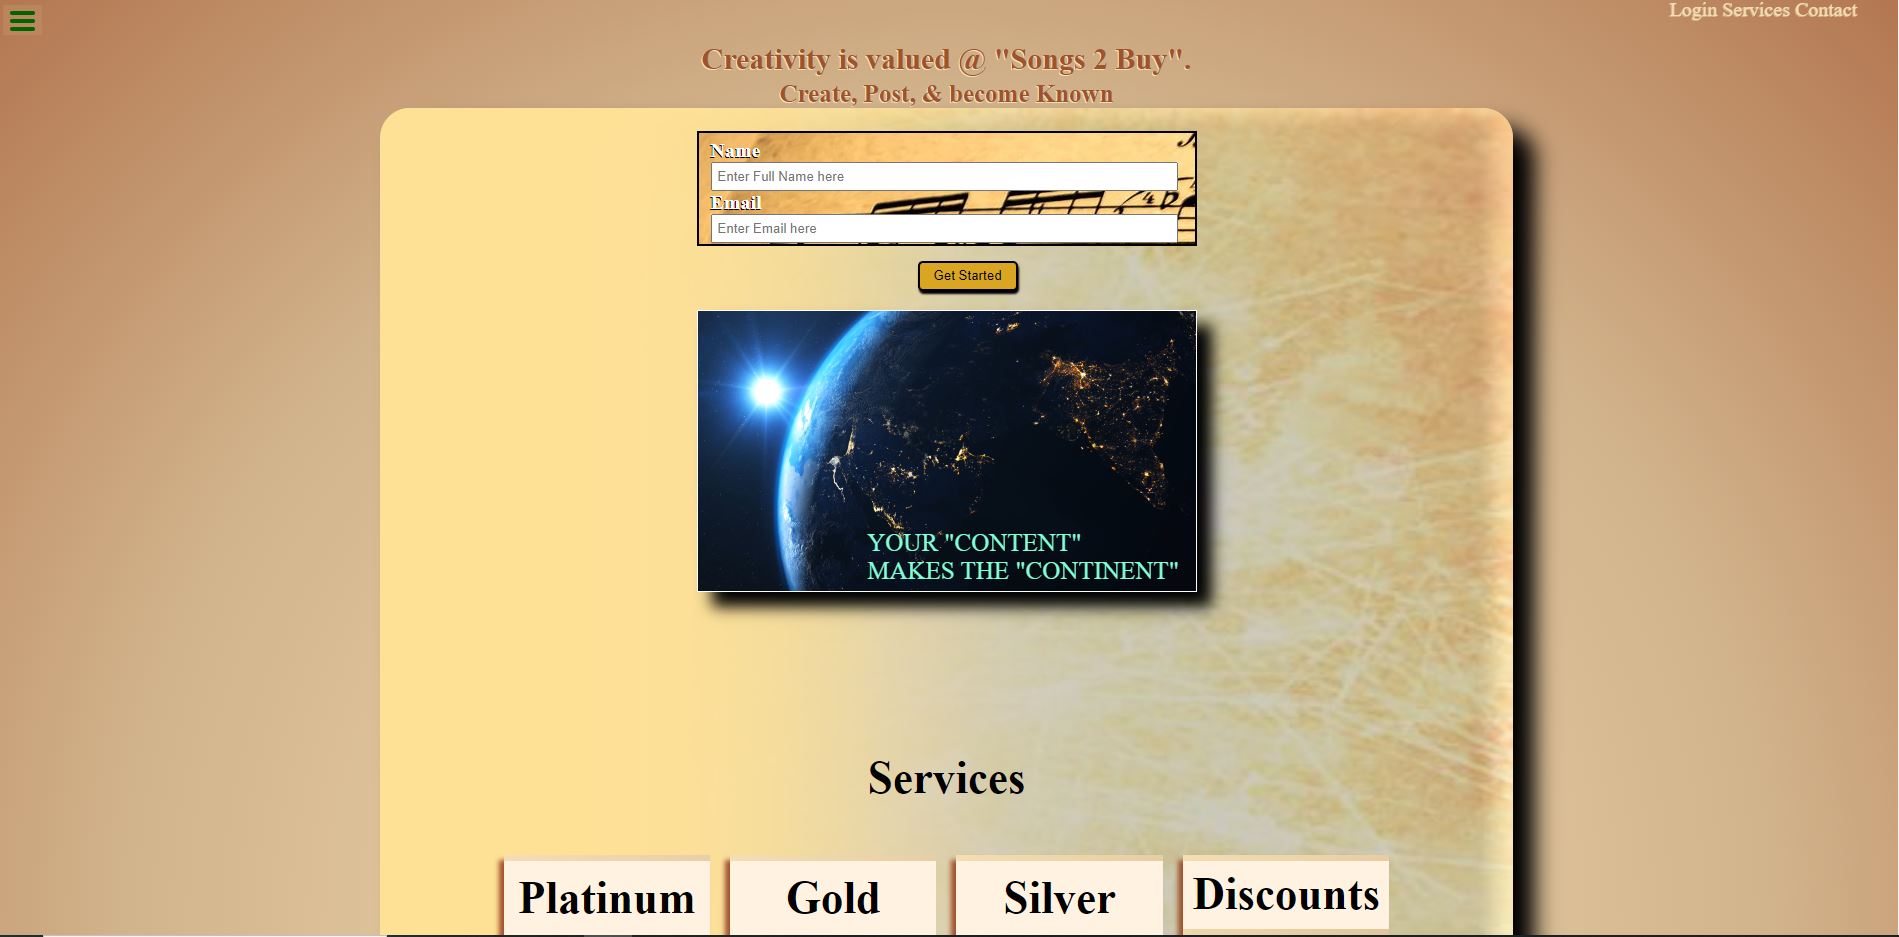 Login Services Contact
Creativity is valued @ "Songs 2 Buy".
Create, Post, & become Known
Name
Enter Full Name here
Email
Enter Email here
Get Started
YOUR "CONTENT"
MAKES THE "CONTINENT"
Services
Platinum Gold Silver Discounts